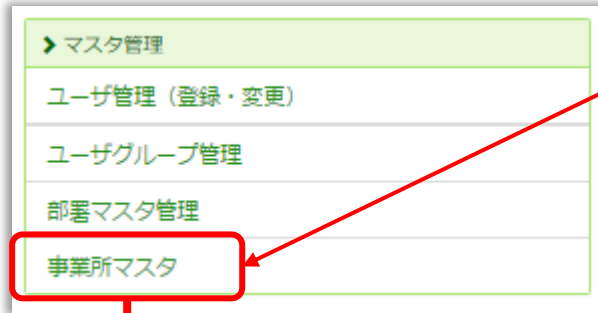 マスタ管理
ユーザ管理（登録・変更）
ユーザグループ管理
部署マスタ管理
事業所マスタ